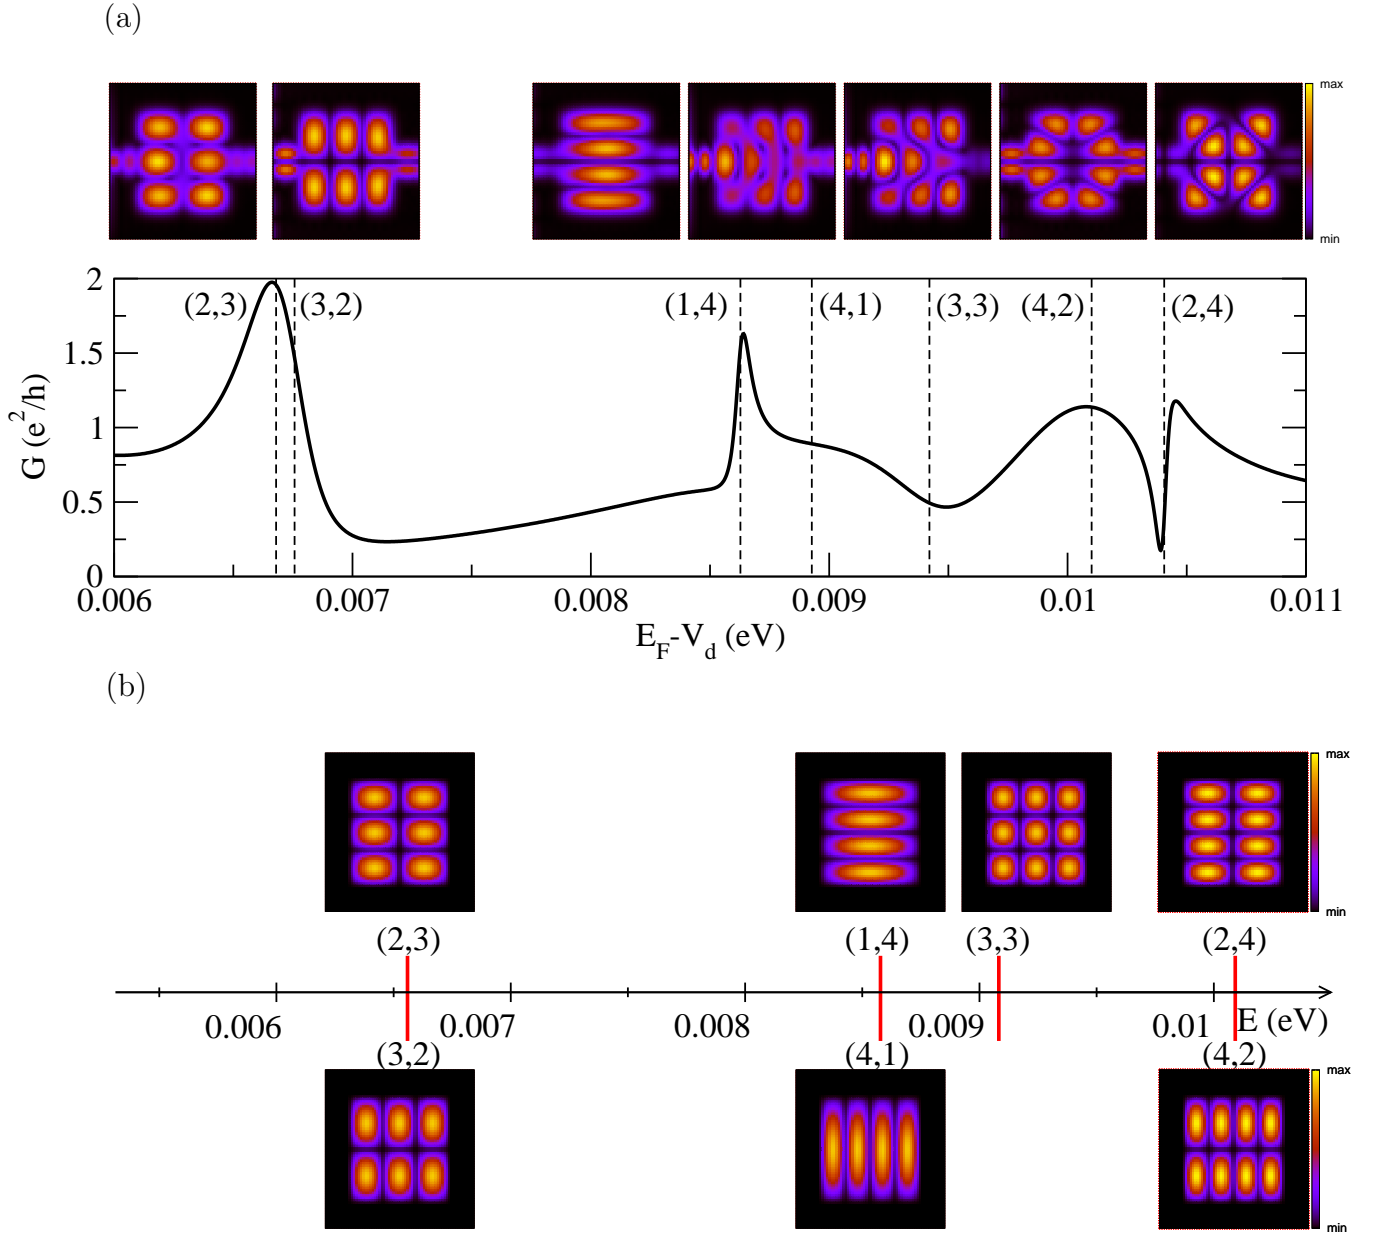 (a)
max
min
2
(2,3) (3,2) (1,4) (4,1) (3,3) (4,2) (2,4)
1.5
1
0.5
0
G (e²/h)
0.006 0.007 0.008 0.009 0.01 0.011
E_F-V_d (eV)
(b)
max
min
(2,3) (1,4) (3,3) (2,4)
0.006 0.007 0.008 0.009 0.01 E (eV)
(3,2) (4,1) (4,2)
max
min